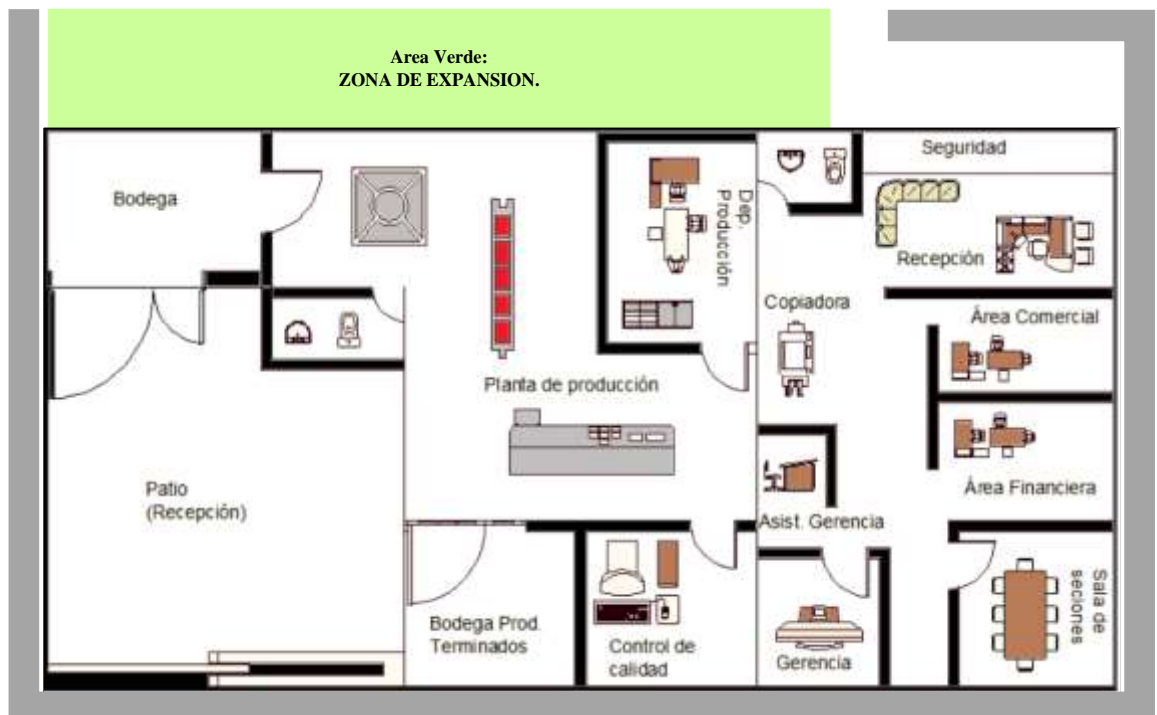 Area Verde:
ZONA DE EXPANSION.
Seguridad
Bodega
Dep.
Producción
Recepción
Copiadora
Área Comercial
Planta de producción
Patio
(Recepción)
Área Financiera
Asist. Gerencia
Bodega Prod.
Terminados
Control de
calidad
Gerencia
Sala de
seciones